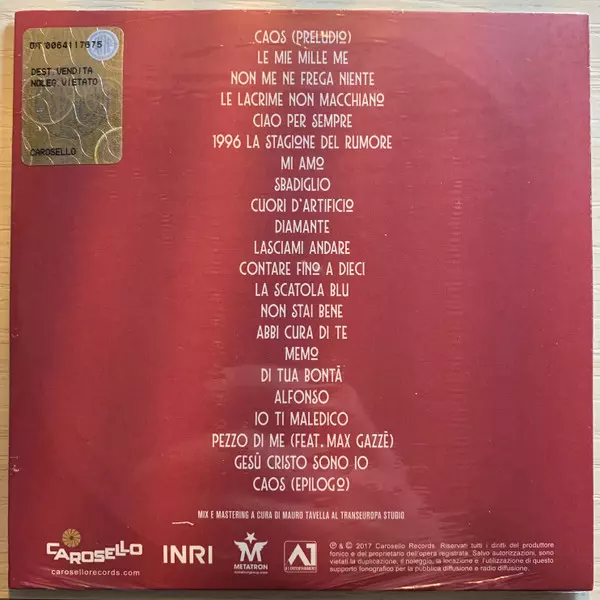 DT 0064117675
DEST.VENDITA
NOLEG.VIETATO
CAROSELLO
CAOS (PRELUDIO)
LE MIE MILLE ME
NON ME NE FREGA NIENTE
LE LACRIME NON MACCHIANO
CIAO PER SEMPRE
1996 LA STAGIONE DEL RUMORE
MI AMO
SBADIGLIO
CUORI D'ARTIFICIO
DIAMANTE
LASCIAMI ANDARE
CONTARE FINO A DIECI
LA SCATOLA BLU
NON STAI BENE
ABBI CURA DI TE
MEMO
DI TUA BONTÀ
ALFONSO
IO TI MALEDICO
PEZZO DI ME (FEAT. MAX GAZZÈ)
GESÙ CRISTO SONO IO
CAOS (EPILOGO)
MIX E MASTERING A CURA DI MAURO TAVELLA AL TRANSEUROPA STUDIO
CAROSELLO
carosellorecords.com
INRI
METATRON
A1 ENTERTAINMENT
℗ & © 2017 Carosello Records. Riservati tutti i diritti del produttore
fonico e del proprietario dell'opera registrata. Salvo autorizzazioni, sono
vietati la duplicazione, il noleggio, la locazione e l'utilizzazione di questo
supporto fonografico per la pubblica diffusione e radio diffusione.